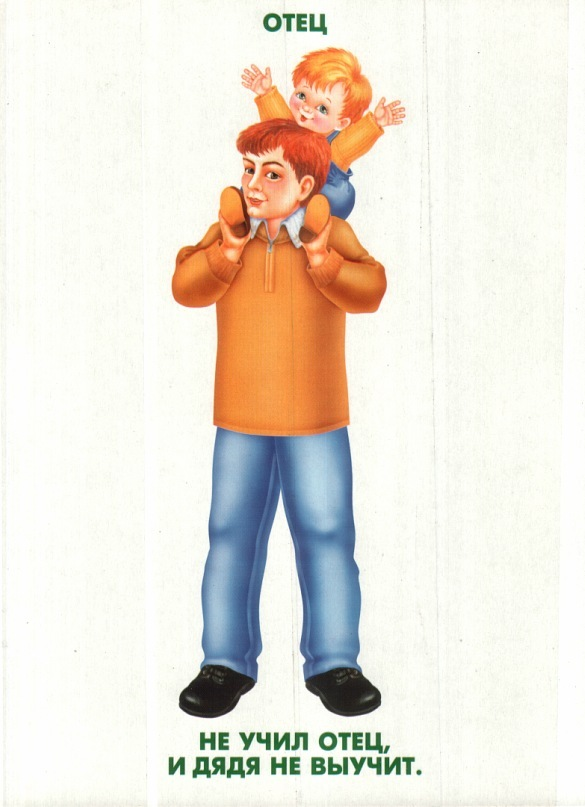 ОТЕЦ
НЕ УЧИЛ ОТЕЦ,
И ДЯДЯ НЕ ВЫУЧИТ.